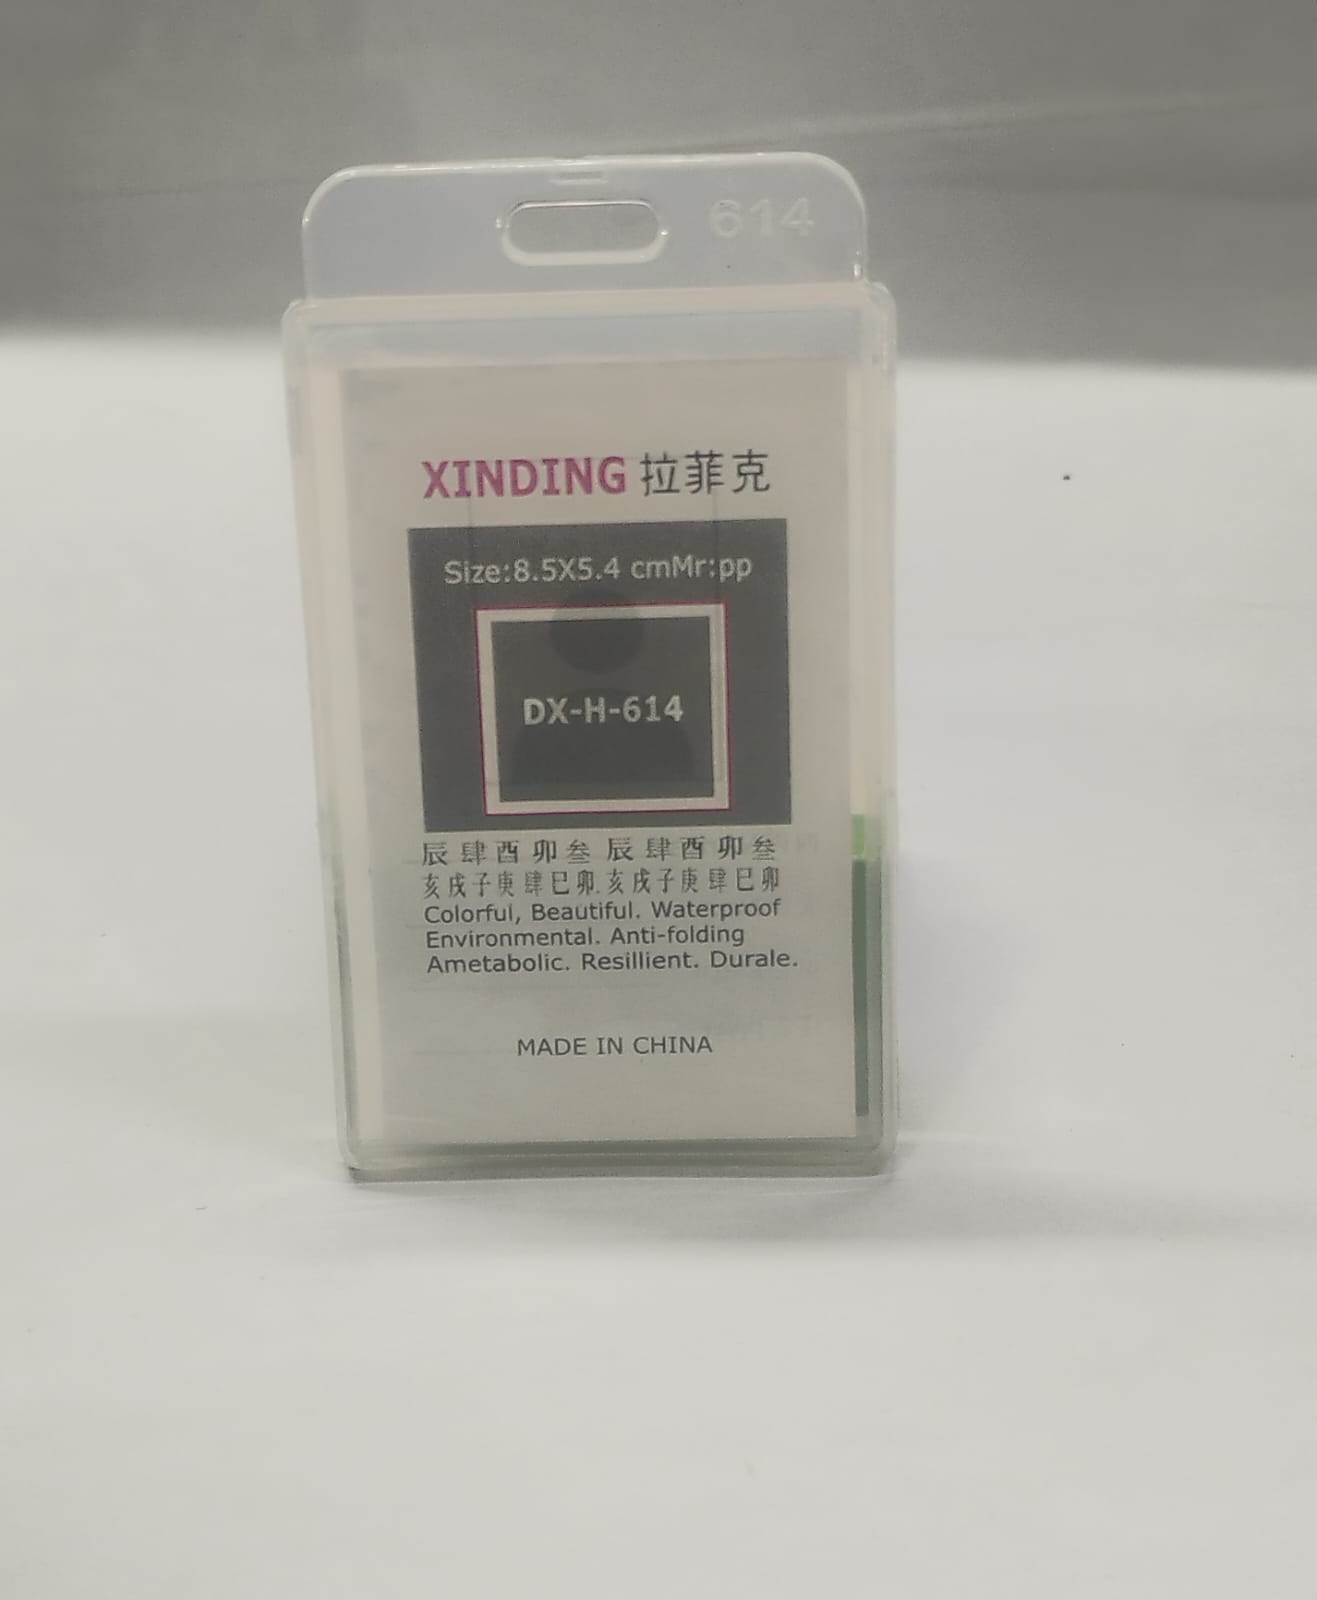 614
XINDING 拉菲克
Size:8.5X5.4 cmMr:pp
DX-H-614
辰肆酉卯叁 辰肆酉卯叁
亥戌子庚肆巳卯.亥戌子庚肆巳卯
Colorful, Beautiful. Waterproof
Environmental. Anti-folding
Ametabolic. Resillient. Durale.
MADE IN CHINA